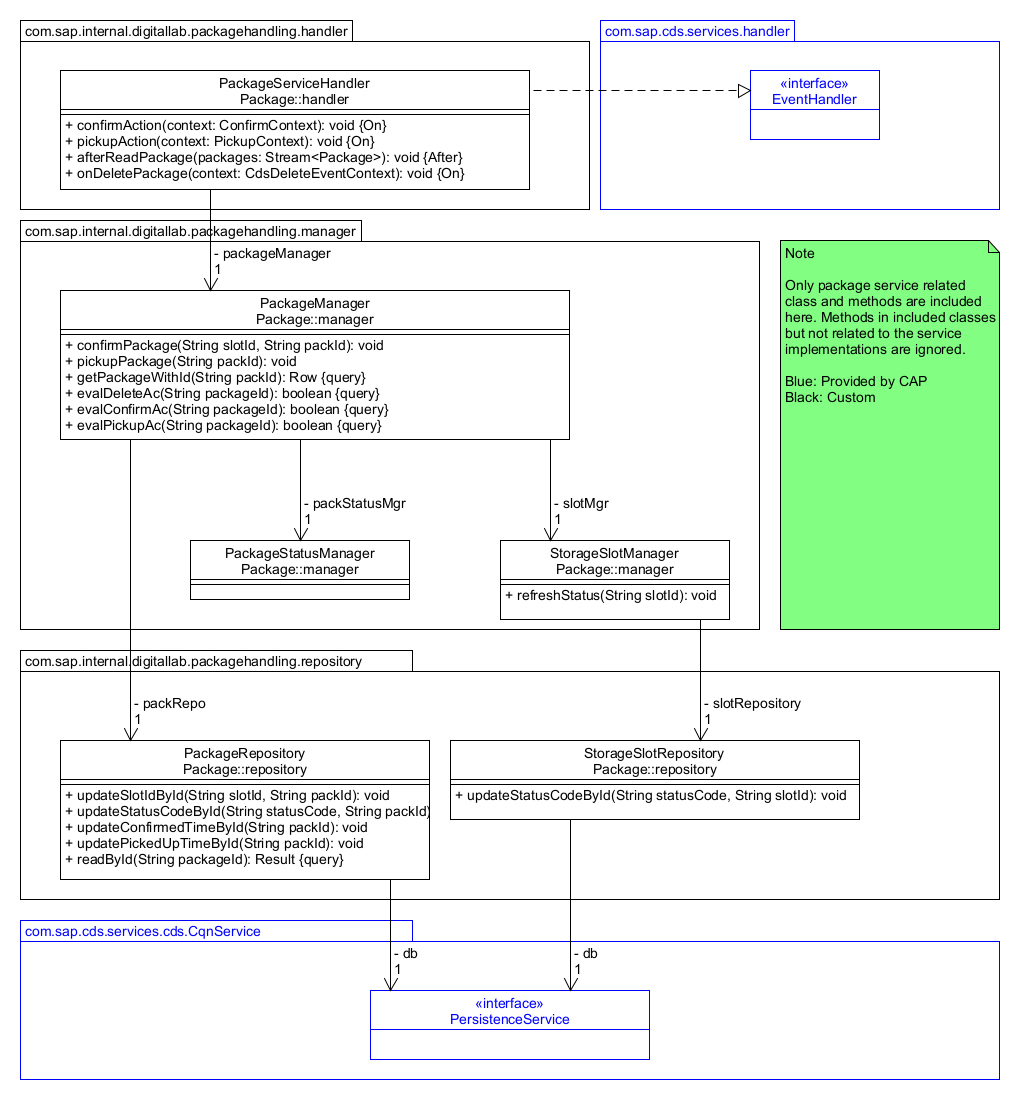 com.sap.internal.digitallab.packagehandling.handler
PackageServiceHandler
Package::handler
+ confirmAction(context: ConfirmContext): void {On}
+ pickupAction(context: PickupContext): void {On}
+ afterReadPackage(packages: Stream<Package>): void {After}
+ onDeletePackage(context: CdsDeleteEventContext): void {On}
com.sap.cds.services.handler
«interface»
EventHandler
com.sap.internal.digitallab.packagehandling.manager
- packageManager
1
PackageManager
Package::manager
+ confirmPackage(String slotId, String packId): void
+ pickupPackage(String packId): void
+ getPackageWithId(String packId): Row {query}
+ evalDeleteAc(String packageId): boolean {query}
+ evalConfirmAc(String packageId): boolean {query}
+ evalPickupAc(String packageId): boolean {query}
- packStatusMgr
1
- slotMgr
1
PackageStatusManager
Package::manager
StorageSlotManager
Package::manager
+ refreshStatus(String slotId): void
Note
Only package service related
class and methods are included
here. Methods in included classes
but not related to the service
implementations are ignored.
Blue: Provided by CAP
Black: Custom
com.sap.internal.digitallab.packagehandling.repository
- packRepo
1
- slotRepository
1
PackageRepository
Package::repository
+ updateSlotIdById(String slotId, String packId): void
+ updateStatusCodeById(String statusCode, String packId)
+ updateConfirmedTimeById(String packId): void
+ updatePickedUpTimeById(String packId): void
+ readById(String packageId): Result {query}
StorageSlotRepository
Package::repository
+ updateStatusCodeById(String statusCode, String slotId): void
com.sap.cds.services.cds.CqnService
- db
1
- db
1
«interface»
PersistenceService